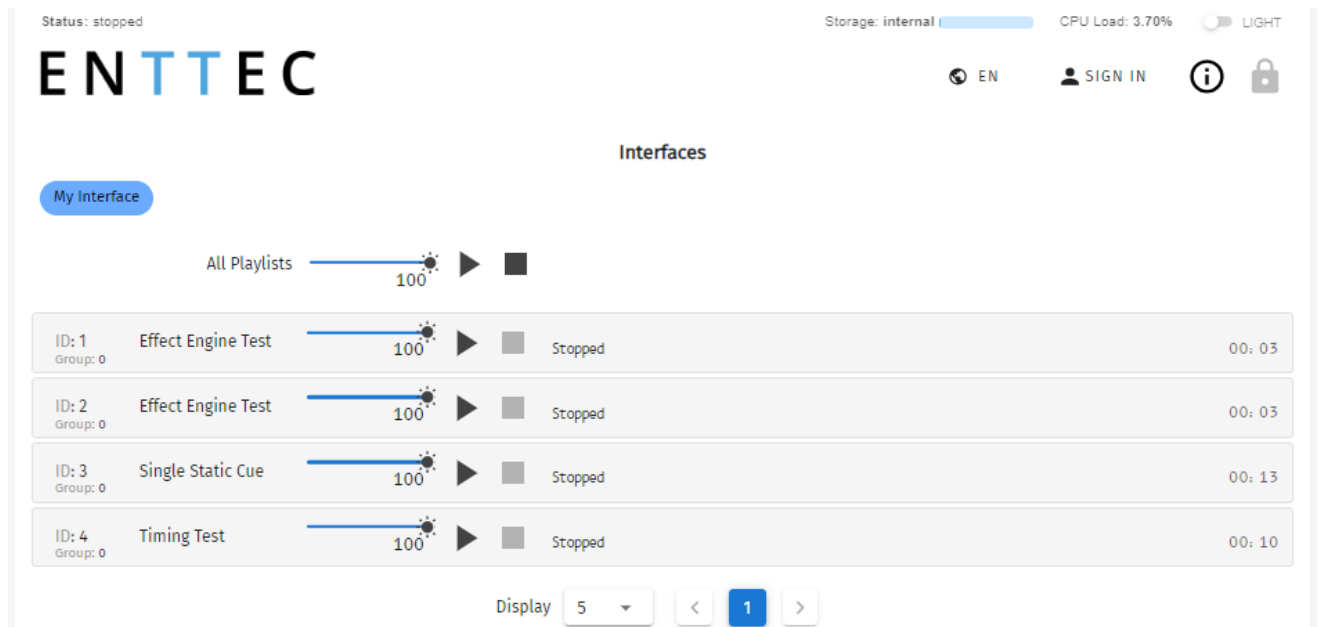 Status: stopped
Storage: internal
CPU Load: 3.70%
LIGHT
ENTTEC
EN
SIGN IN
Interfaces
My Interface
All Playlists
100
ID: 1
Group: 0
Effect Engine Test
100
Stopped
00: 03
ID: 2
Group: 0
Effect Engine Test
100
Stopped
00: 03
ID: 3
Group: 0
Single Static Cue
100
Stopped
00: 13
ID: 4
Group: 0
Timing Test
100
Stopped
00: 10
Display
5
1